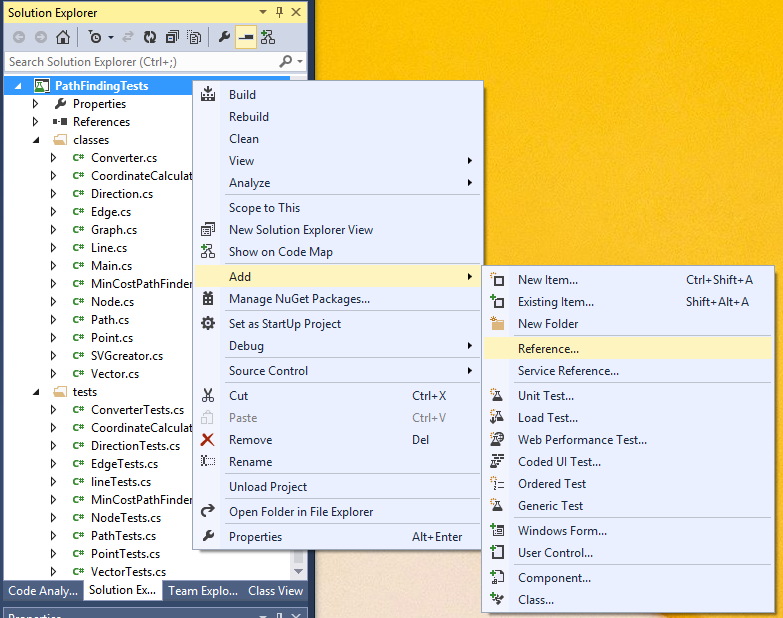 Solution Explorer
Search Solution Explorer (Ctrl+;)
PathFindingTests
Properties
References
classes
Converter.cs
CoordinateCalculat
Direction.cs
Edge.cs
Graph.cs
Line.cs
Main.cs
MinCostPathFinder
Node.cs
Path.cs
Point.cs
SVGcreator.cs
Vector.cs
tests
ConverterTests.cs
CoordinateCalculat
DirectionTests.cs
EdgeTests.cs
lineTests.cs
MinCostPathFinder
NodeTests.cs
PathTests.cs
PointTests.cs
VectorTests.cs
Code Analy... Solution Ex... Team Explo... Class View
Properties
Build
Rebuild
Clean
View
Analyze
Scope to This
New Solution Explorer View
Show on Code Map
Add
Manage NuGet Packages...
Set as StartUp Project
Debug
Source Control
Cut Ctrl+X
Paste Ctrl+V
Remove Del
Rename
Unload Project
Open Folder in File Explorer
Properties Alt+Enter
New Item... Ctrl+Shift+A
Existing Item... Shift+Alt+A
New Folder
Reference...
Service Reference...
Unit Test...
Load Test...
Web Performance Test...
Coded UI Test...
Ordered Test
Generic Test
Windows Form...
User Control...
Component...
Class...